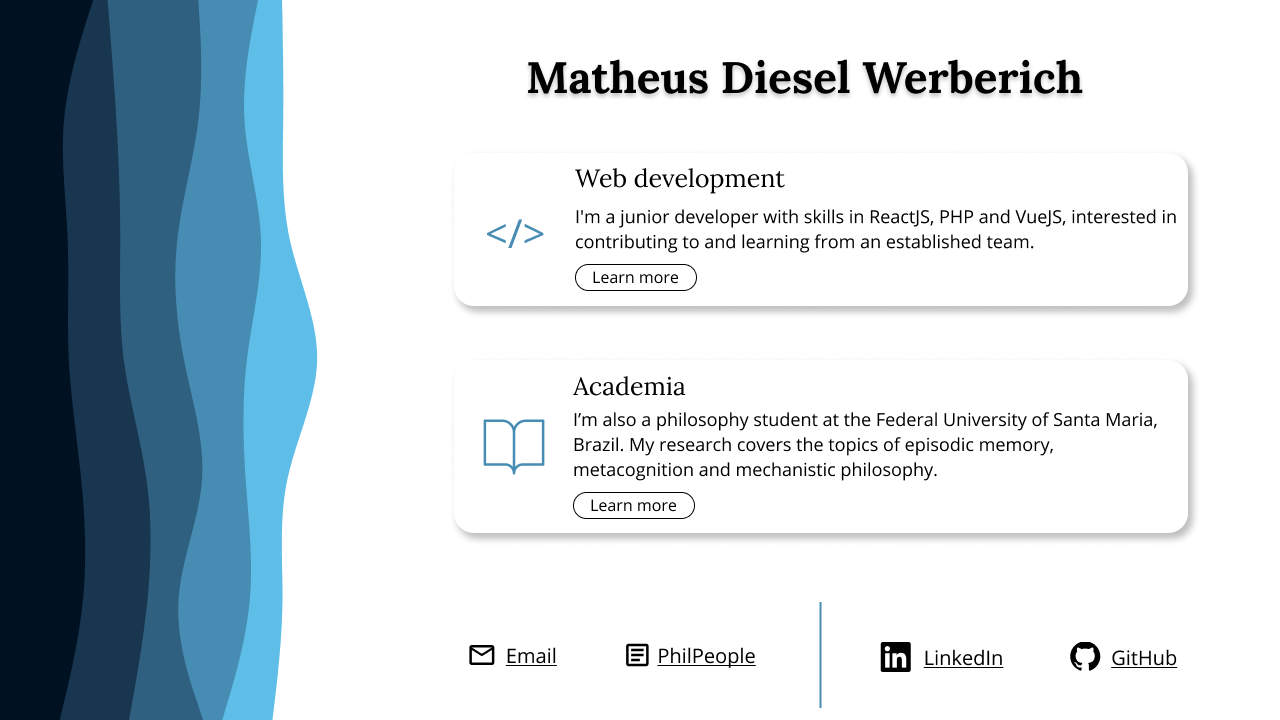 Matheus Diesel Werberich
Web development
</>
I'm a junior developer with skills in ReactJS, PHP and VueJS, interested in
contributing to and learning from an established team.
Learn more
Academia
I’m also a philosophy student at the Federal University of Santa Maria,
Brazil. My research covers the topics of episodic memory,
metacognition and mechanistic philosophy.
Learn more
Email
PhilPeople
in
LinkedIn
GitHub